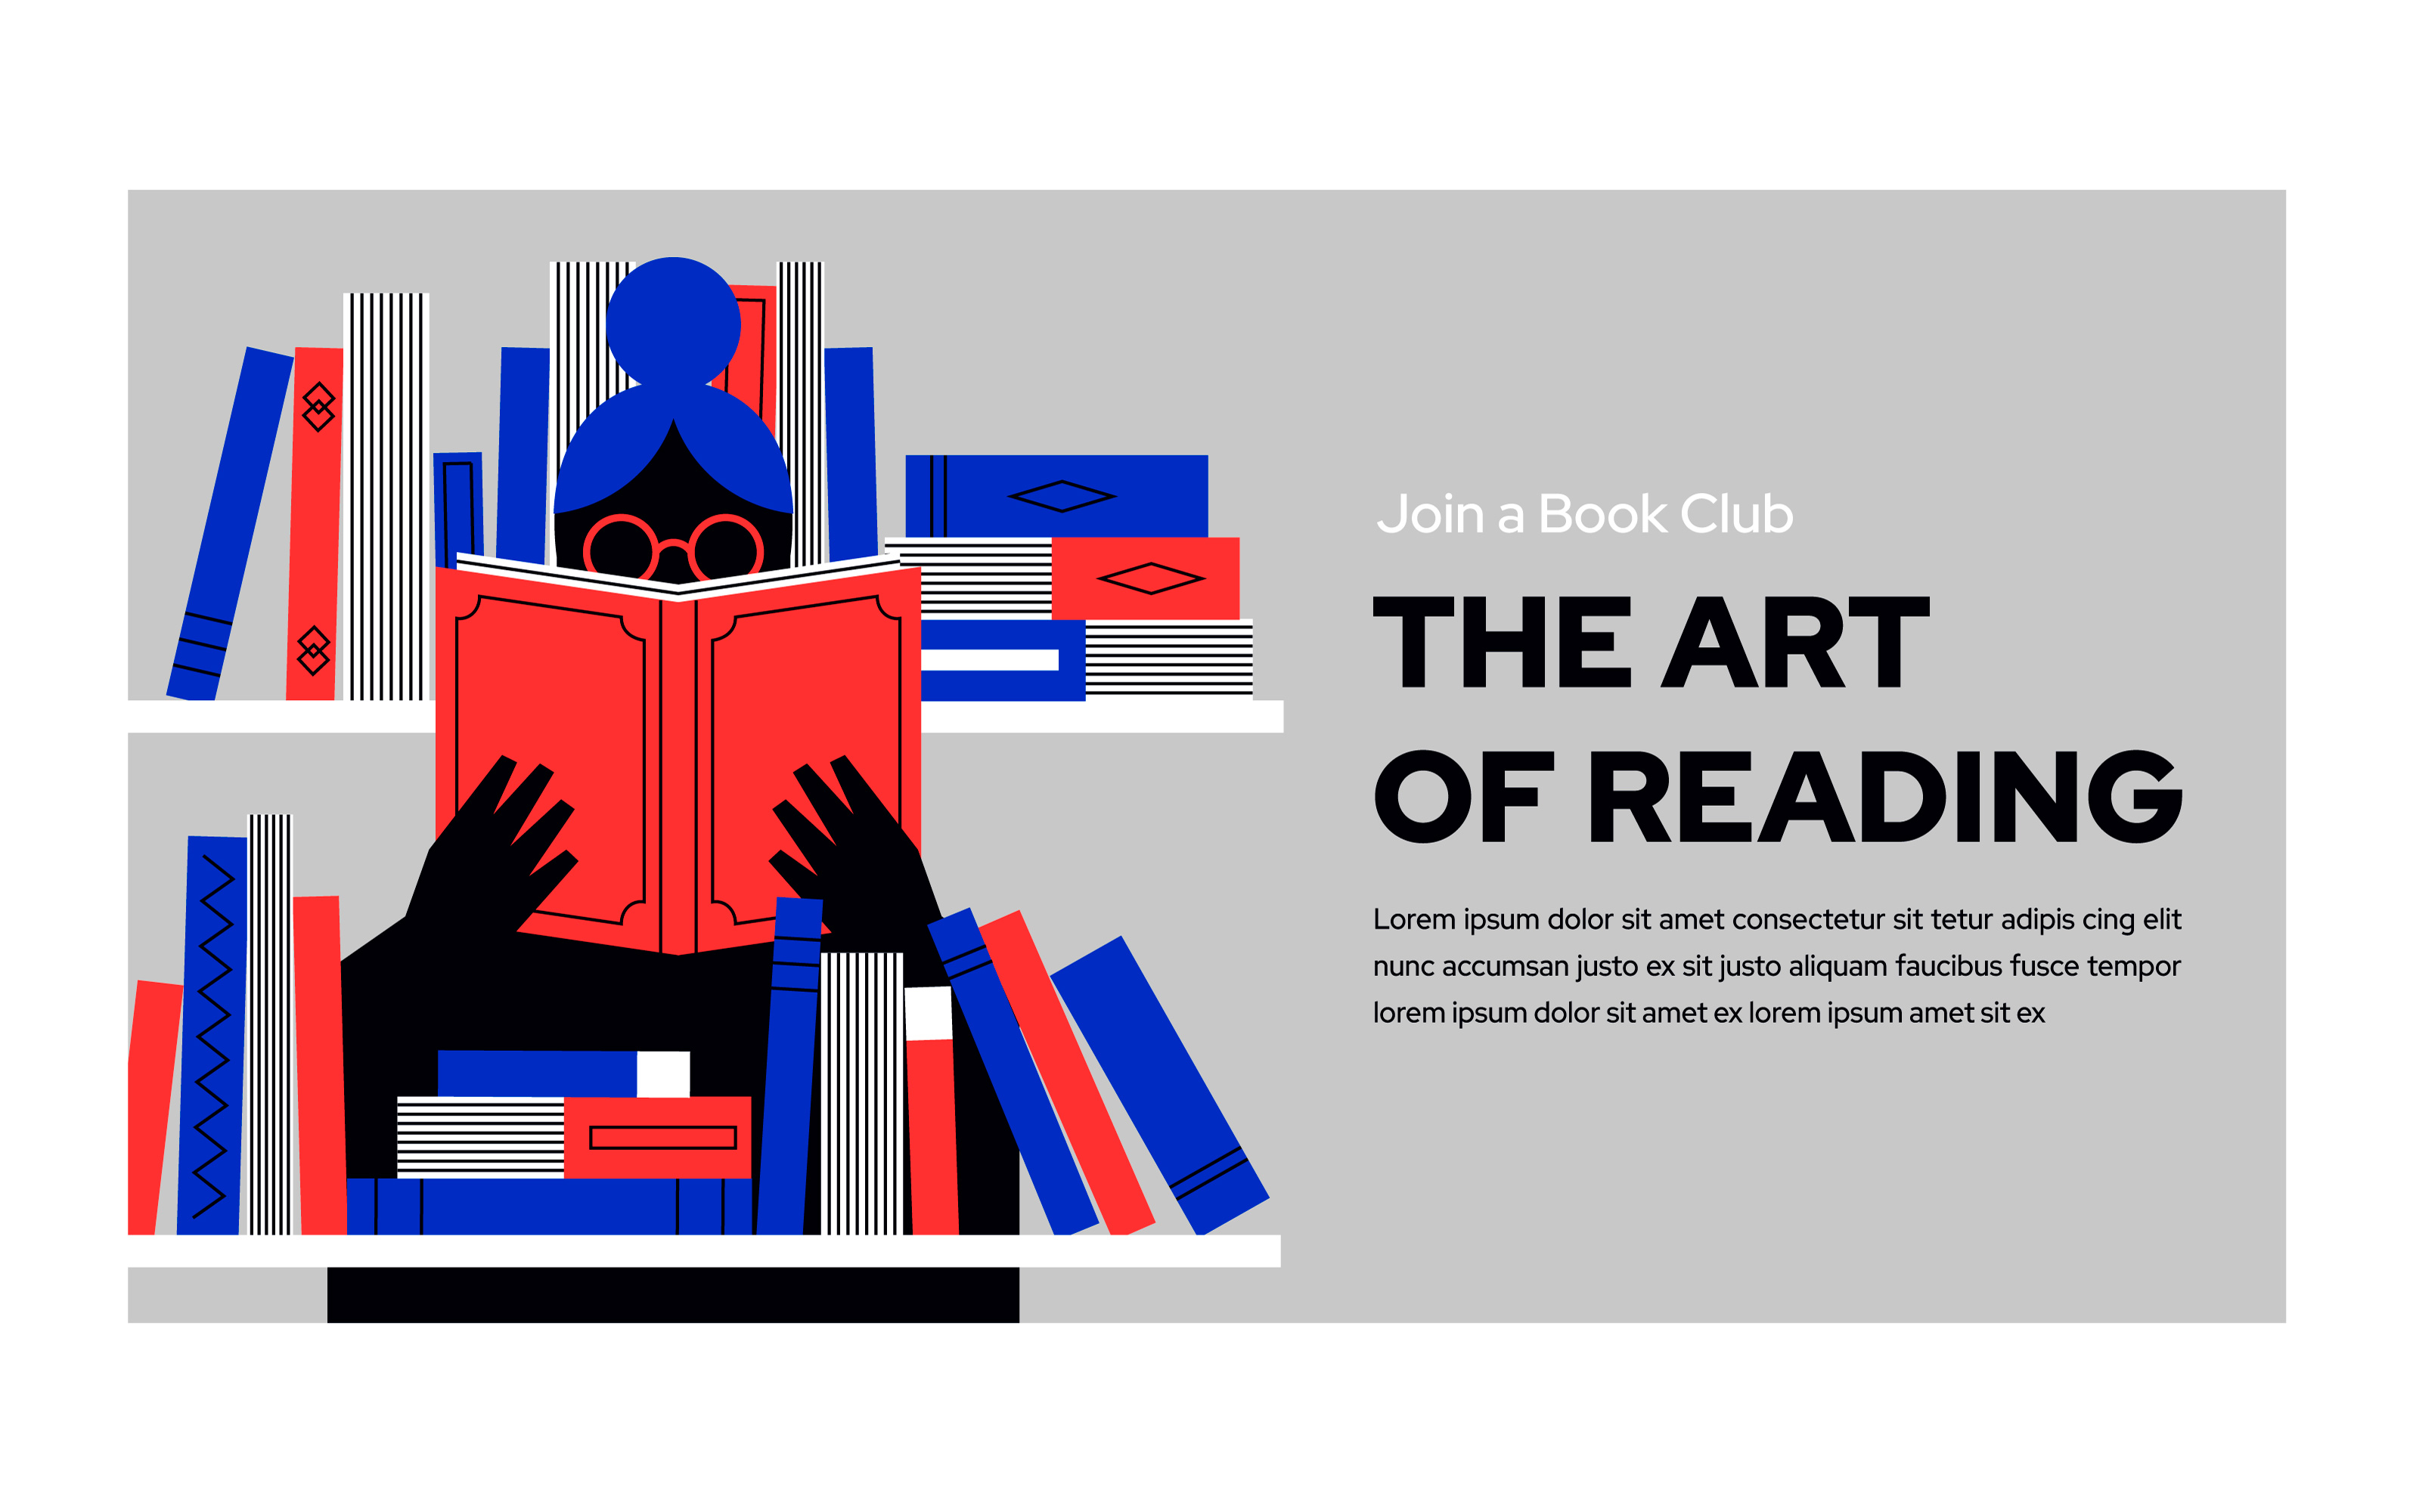 Join a Book Club
THE ART
OF READING
Lorem ipsum dolor sit amet consectetur sit tetur adipis cing elit
nunc accumsan justo ex sit justo aliquam faucibus fusce tempor
lorem ipsum dolor sit amet ex lorem ipsum amet sit ex